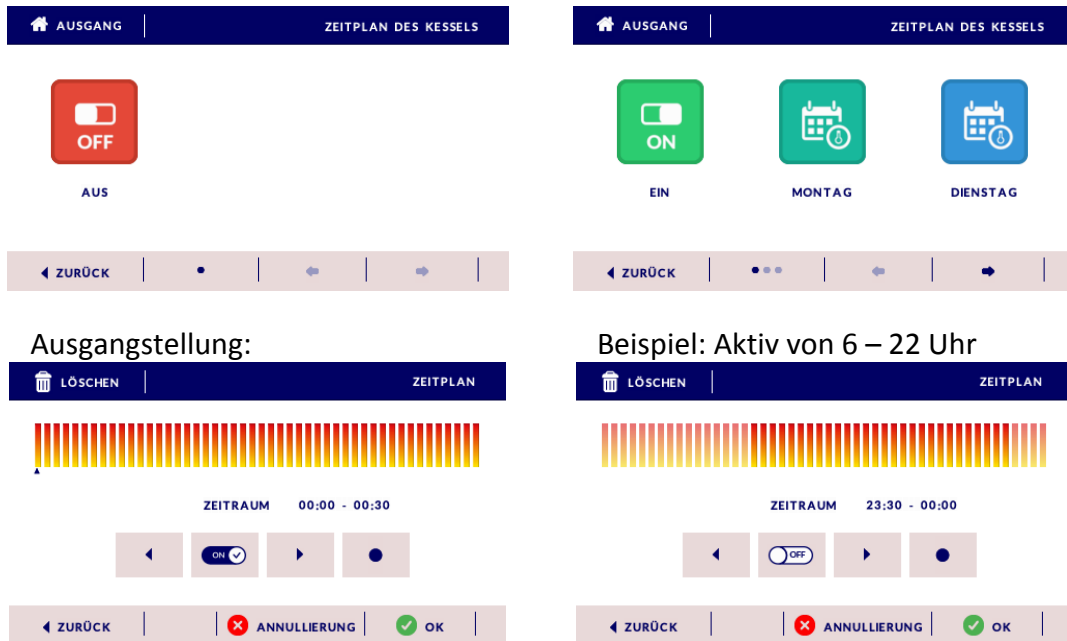 AUSGANG
ZEITPLAN DES KESSELS
OFF
AUS
ZURÜCK
AUSGANG
ZEITPLAN DES KESSELS
ON
EIN
MONTAG
DIENSTAG
ZURÜCK
Ausgangstellung:
LÖSCHEN
ZEITPLAN
ZEITRAUM 00:00 - 00:30
ON
ZURÜCK
ANNULLIERUNG
OK
Beispiel: Aktiv von 6 – 22 Uhr
LÖSCHEN
ZEITPLAN
ZEITRAUM 23:30 - 00:00
OFF
ZURÜCK
ANNULLIERUNG
OK